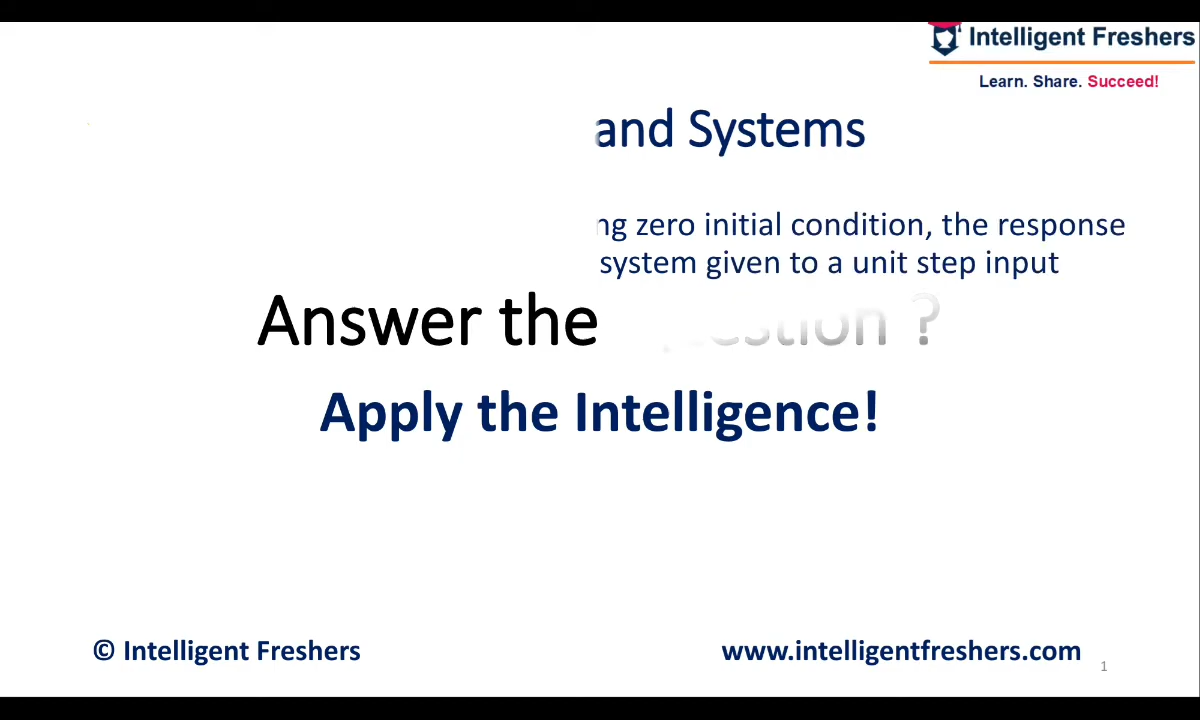 Intelligent Freshers
Learn. Share. Succeed!
and Systems
zero initial condition, the response
system given to a unit step input
Answer the question ?
Apply the Intelligence!
© Intelligent Freshers
www.intelligentfreshers.com
1